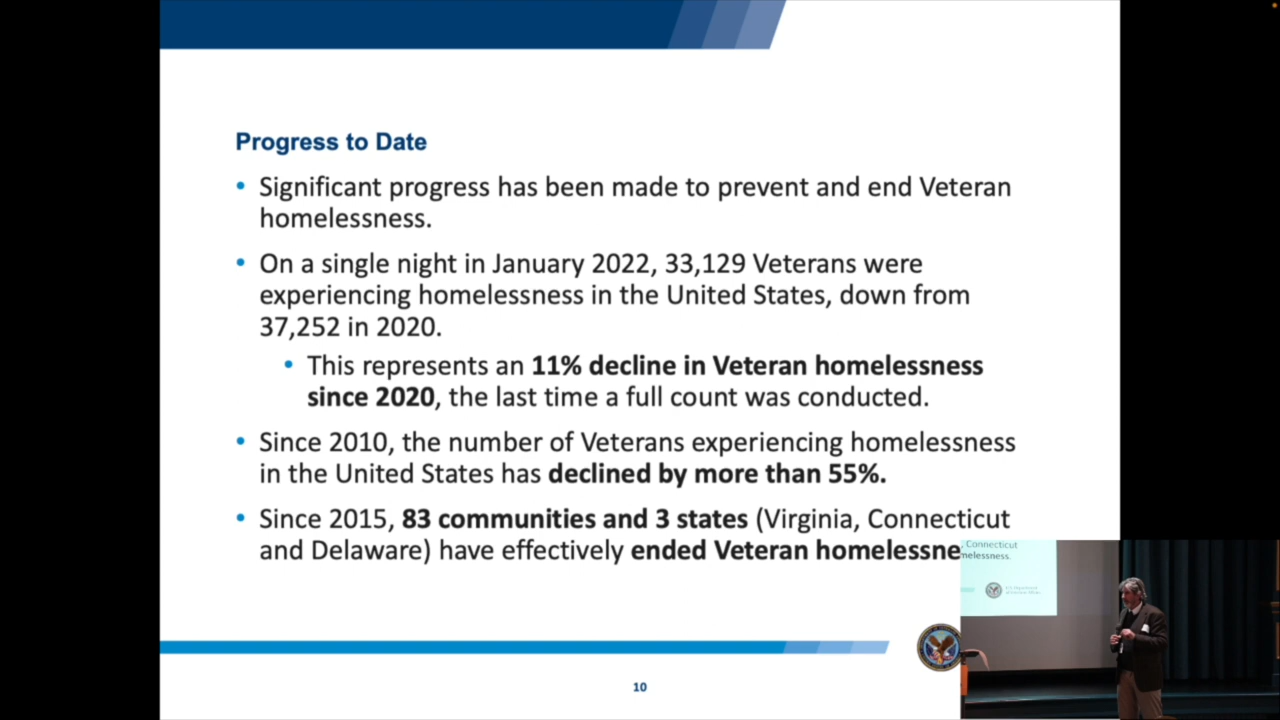 Progress to Date
• Significant progress has been made to prevent and end Veteran
homelessness.
• On a single night in January 2022, 33,129 Veterans were
experiencing homelessness in the United States, down from
37,252 in 2020.
• This represents an 11% decline in Veteran homelessness
since 2020, the last time a full count was conducted.
• Since 2010, the number of Veterans experiencing homelessness
in the United States has declined by more than 55%.
• Since 2015, 83 communities and 3 states (Virginia, Connecticut
and Delaware) have effectively ended Veteran homelessne
Connecticut
melessness.
10